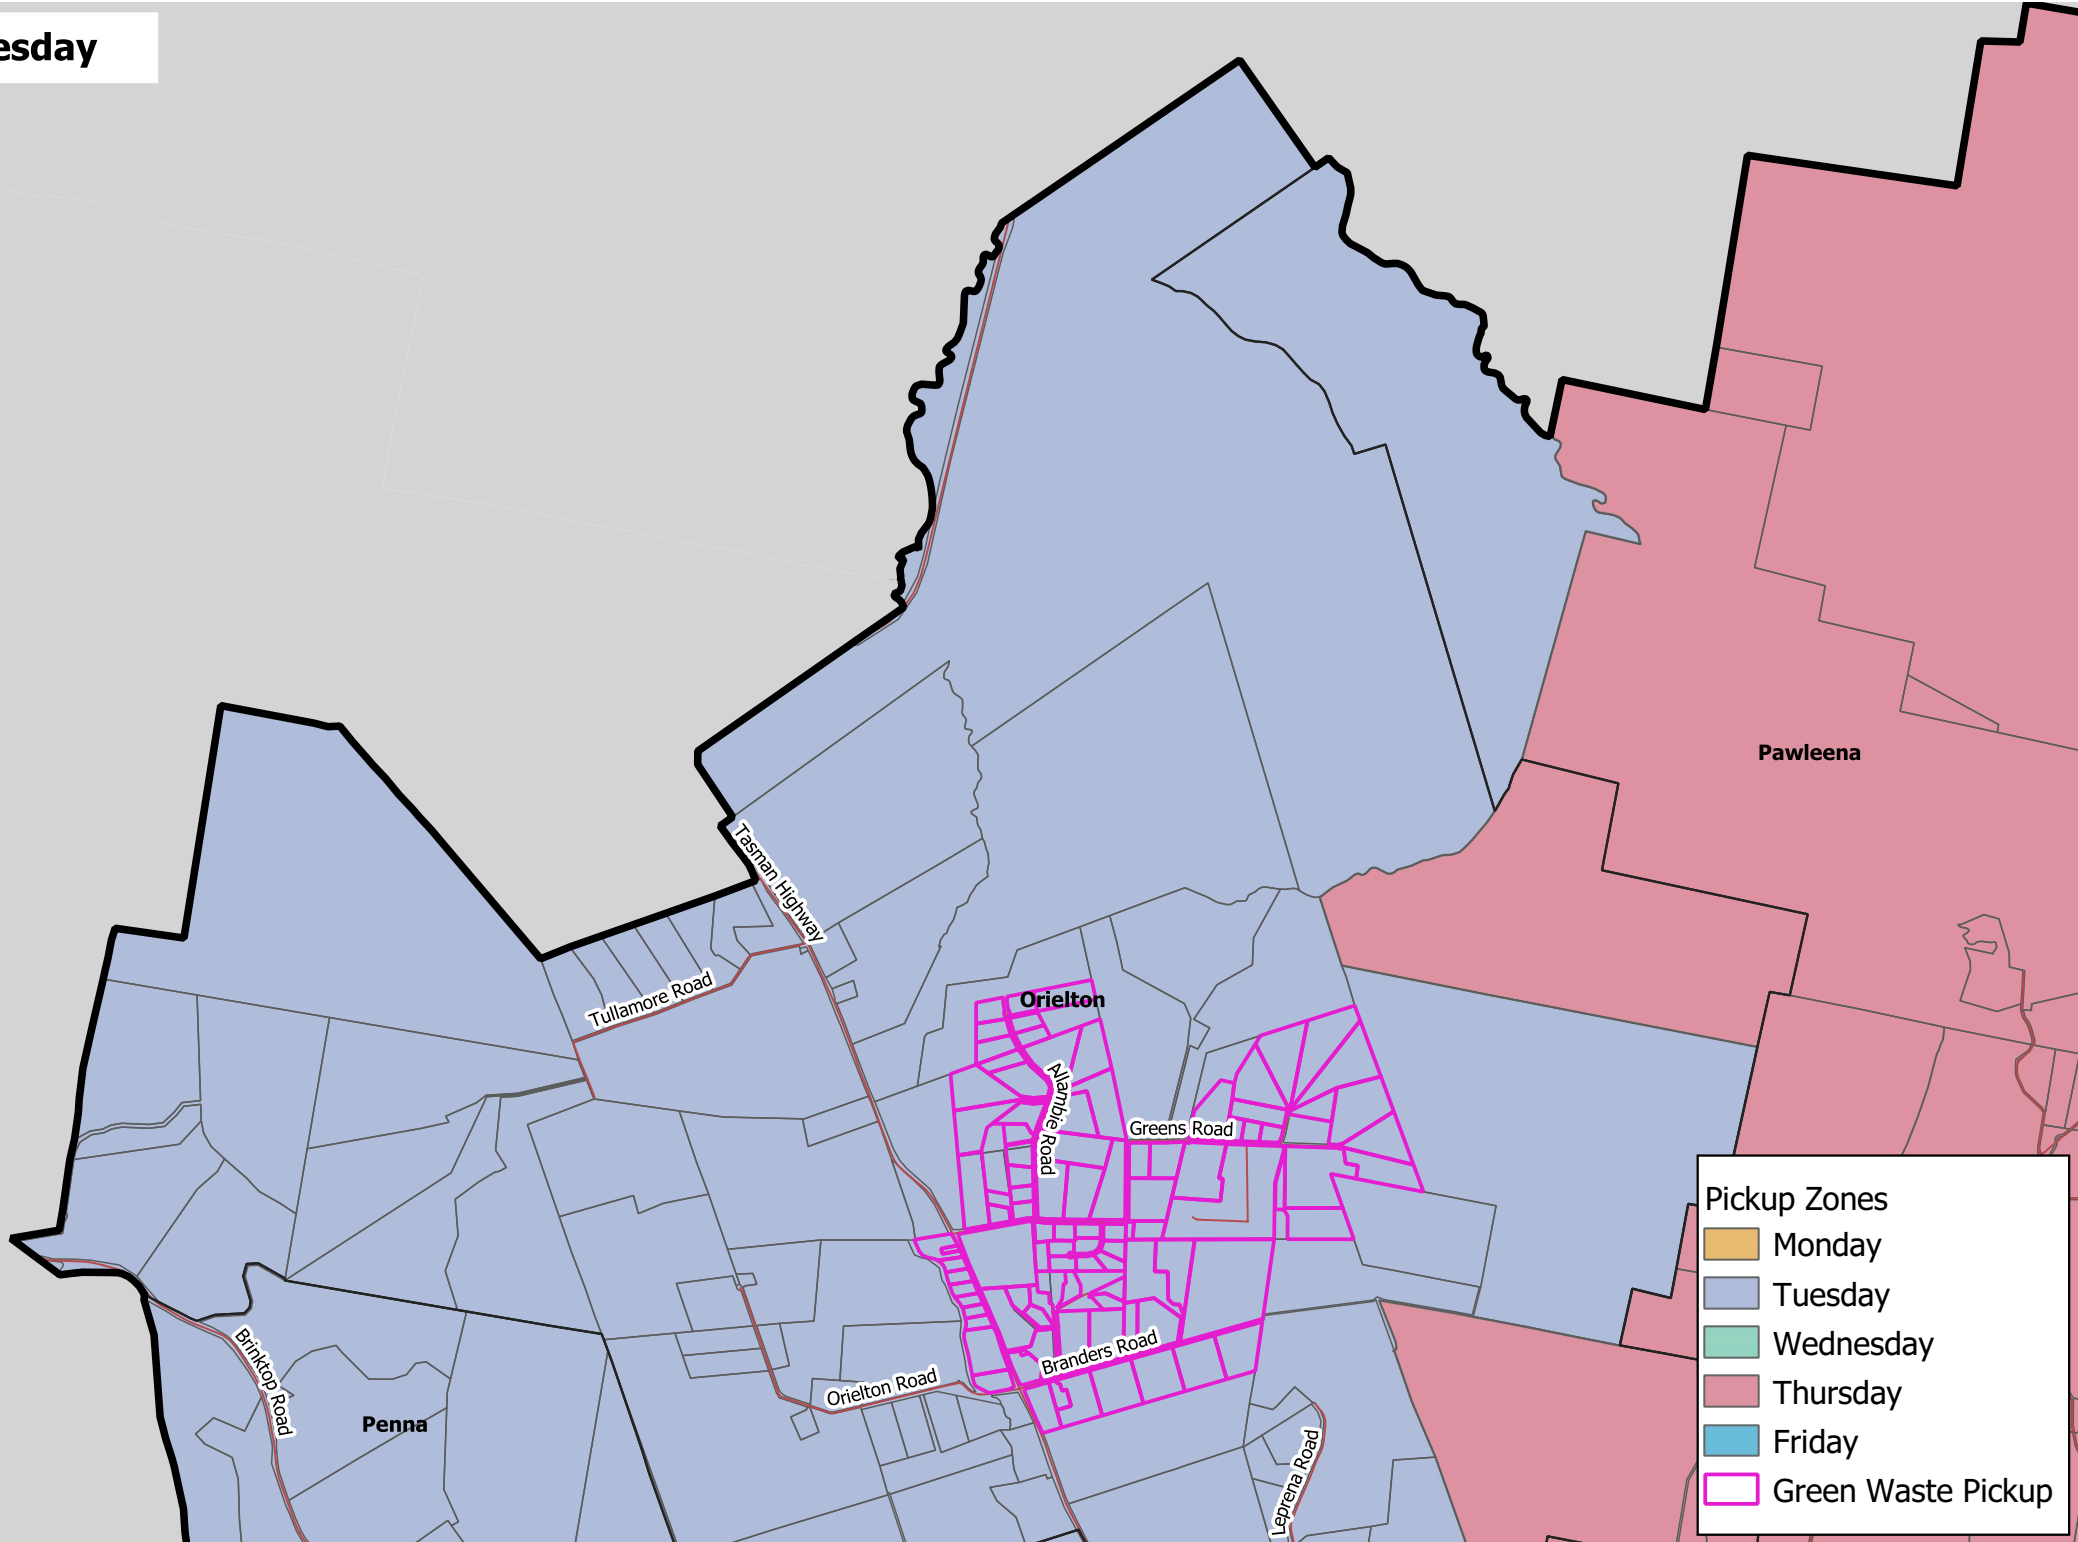 esday
Tasman Highway
Pawleena
Tullamore Road
Orielton
Allambie Road
Greens Road
Brinktop Road
Branders Road
Orielton Road
Penna
Leprena Road
Pickup Zones
Monday
Tuesday
Wednesday
Thursday
Friday
Green Waste Pickup